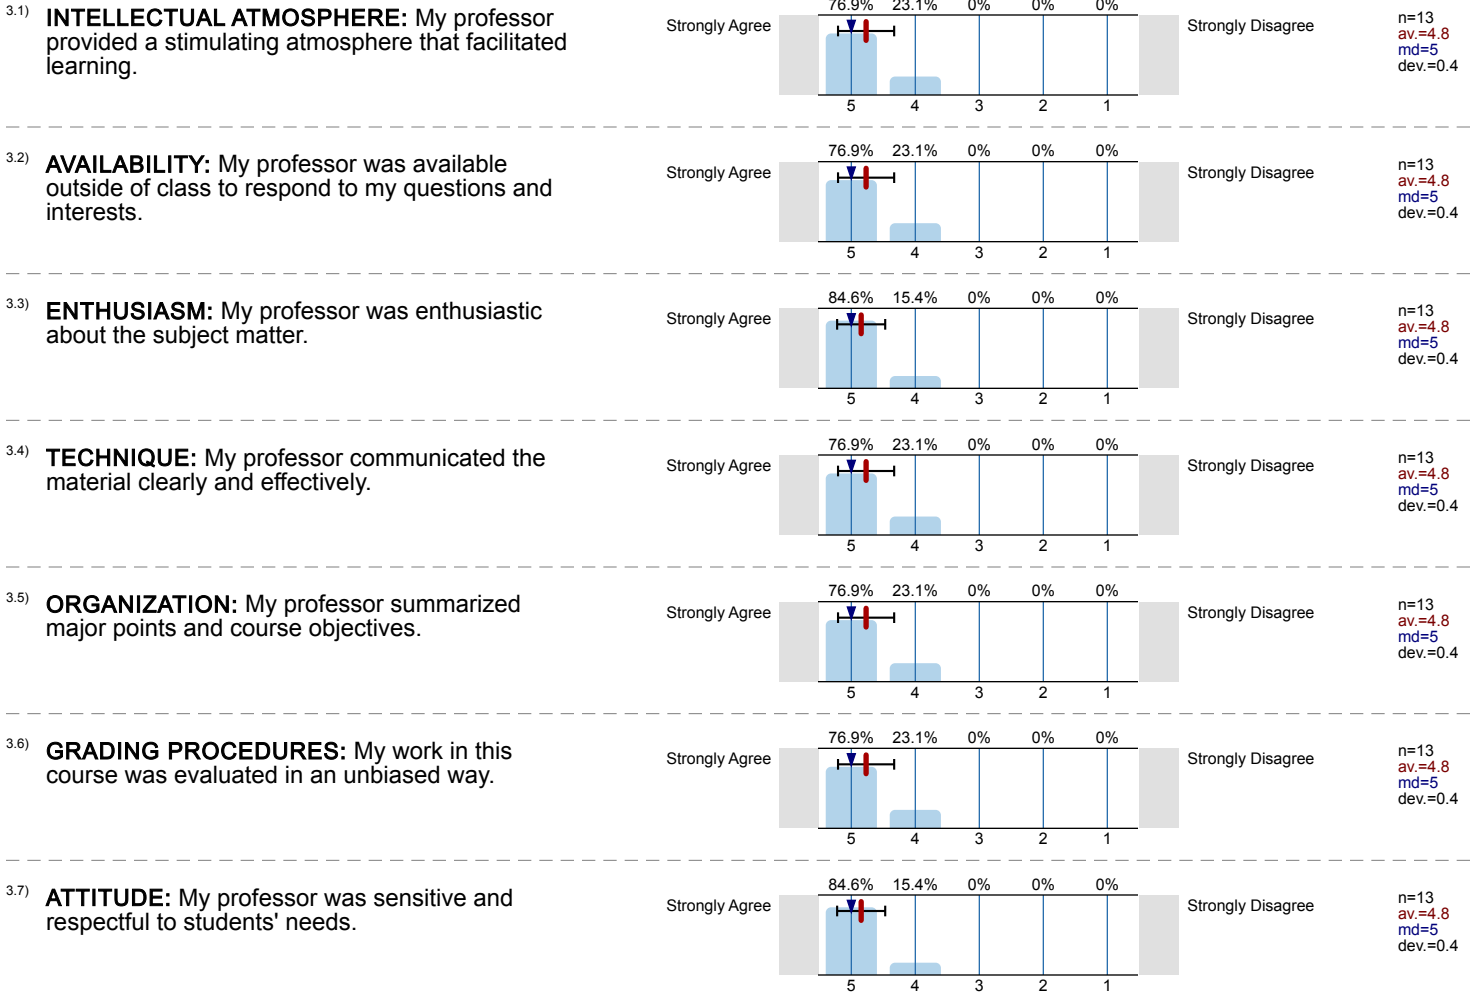 3.1) INTELLECTUAL ATMOSPHERE: My professor
provided a stimulating atmosphere that facilitated
learning.
Strongly Agree
76.9% 23.1% 0% 0% 0%
5 4 3 2 1
Strongly Disagree
n=13
av.=4.8
md=5
dev.=0.4
3.2) AVAILABILITY: My professor was available
outside of class to respond to my questions and
interests.
Strongly Agree
76.9% 23.1% 0% 0% 0%
5 4 3 2 1
Strongly Disagree
n=13
av.=4.8
md=5
dev.=0.4
3.3) ENTHUSIASM: My professor was enthusiastic
about the subject matter.
Strongly Agree
84.6% 15.4% 0% 0% 0%
5 4 3 2 1
Strongly Disagree
n=13
av.=4.8
md=5
dev.=0.4
3.4) TECHNIQUE: My professor communicated the
material clearly and effectively.
Strongly Agree
76.9% 23.1% 0% 0% 0%
5 4 3 2 1
Strongly Disagree
n=13
av.=4.8
md=5
dev.=0.4
3.5) ORGANIZATION: My professor summarized
major points and course objectives.
Strongly Agree
76.9% 23.1% 0% 0% 0%
5 4 3 2 1
Strongly Disagree
n=13
av.=4.8
md=5
dev.=0.4
3.6) GRADING PROCEDURES: My work in this
course was evaluated in an unbiased way.
Strongly Agree
76.9% 23.1% 0% 0% 0%
5 4 3 2 1
Strongly Disagree
n=13
av.=4.8
md=5
dev.=0.4
3.7) ATTITUDE: My professor was sensitive and
respectful to students' needs.
Strongly Agree
84.6% 15.4% 0% 0% 0%
5 4 3 2 1
Strongly Disagree
n=13
av.=4.8
md=5
dev.=0.4